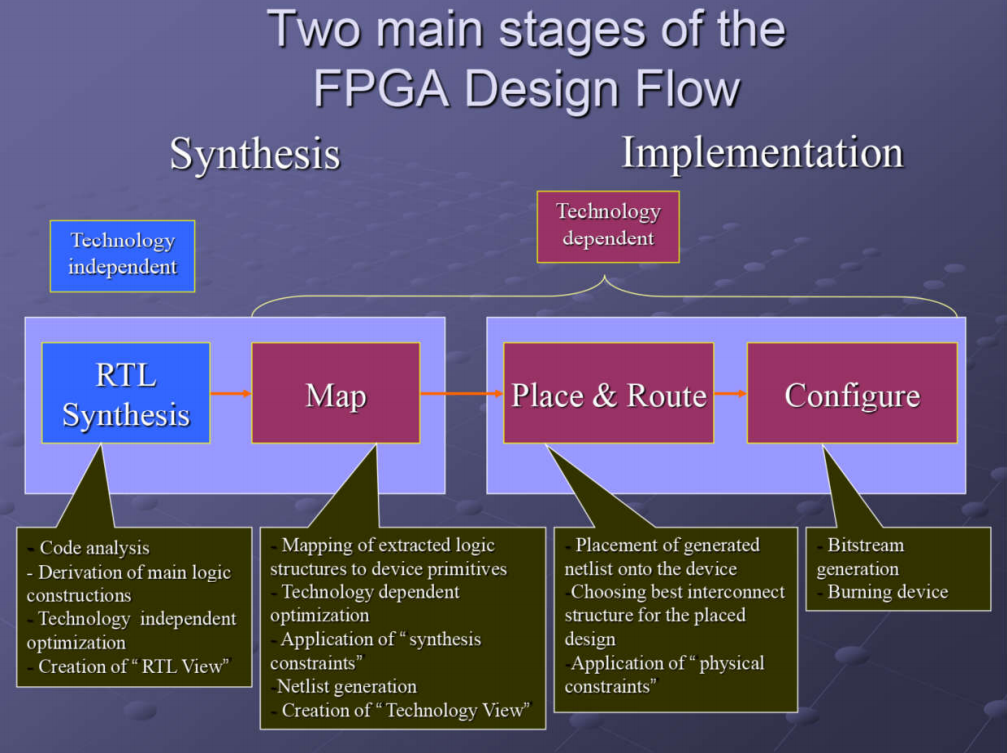 Two main stages of the
FPGA Design Flow
Synthesis
Implementation
Technology
independent
Technology
dependent
RTL
Synthesis
Map
Place & Route
Configure
- Code analysis
- Derivation of main logic
constructions
- Technology independent
optimization
- Creation of “ RTL View”
- Mapping of extracted logic
structures to device primitives
- Technology dependent
optimization
- Application of “ synthesis
constraints”
-Netlist generation
- Creation of “ Technology View”
- Placement of generated
netlist onto the device
-Choosing best interconnect
structure for the placed
design
-Application of “ physical
constraints”
- Bitstream
generation
- Burning device